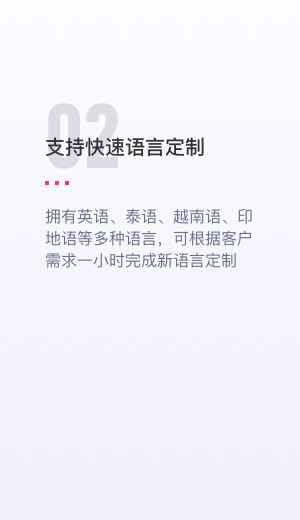 02
支持快速语言定制
拥有英语、泰语、越南语、印
地语等多种语言，可根据客户
需求一小时完成新语言定制